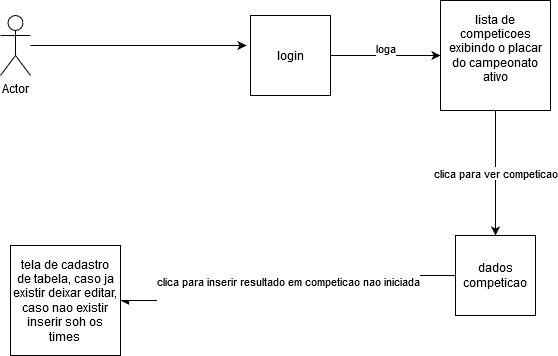 Actor
login
loga
lista de
competicoes
exibindo o placar
do campeonato
ativo
clica para ver competicao
dados
competicao
clica para inserir resultado em competicao nao iniciada
tela de cadastro
de tabela, caso ja
existir deixar editar,
caso nao existir
inserir soh os
times